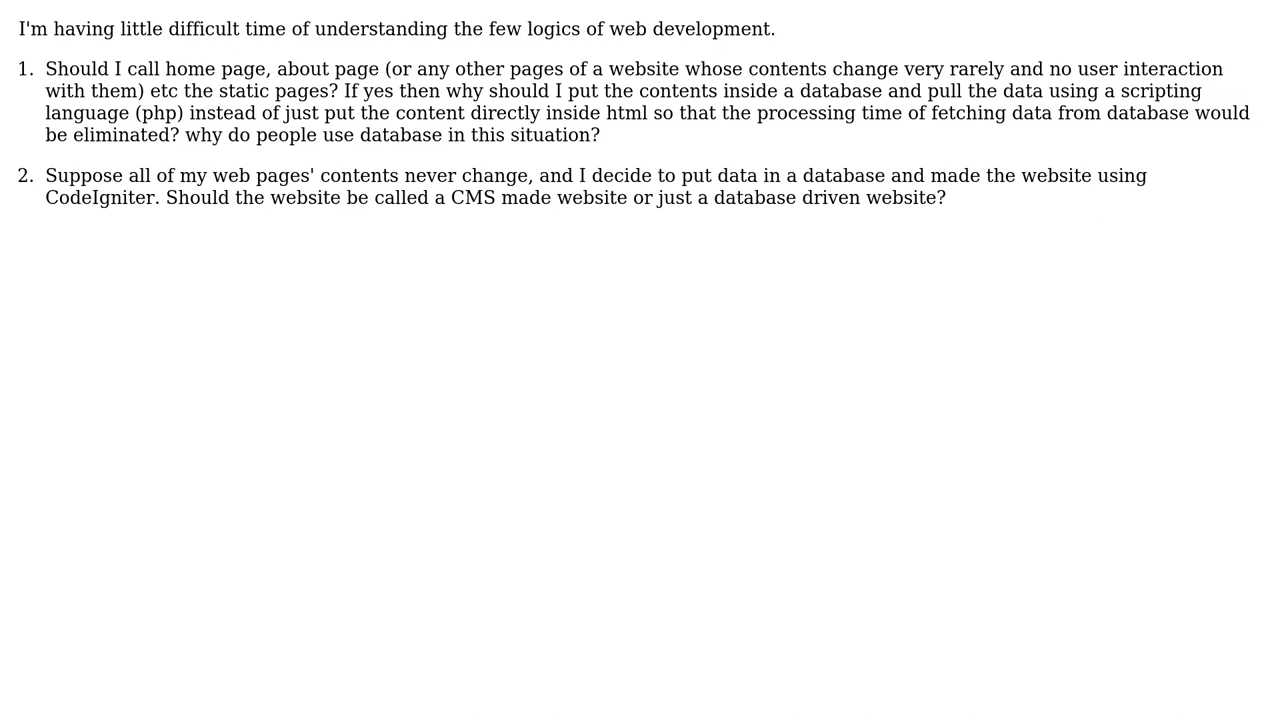 I'm having little difficult time of understanding the few logics of web development.
1. Should I call home page, about page (or any other pages of a website whose contents change very rarely and no user interaction
with them) etc the static pages? If yes then why should I put the contents inside a database and pull the data using a scripting
language (php) instead of just put the content directly inside html so that the processing time of fetching data from database would
be eliminated? why do people use database in this situation?
2. Suppose all of my web pages' contents never change, and I decide to put data in a database and made the website using
CodeIgniter. Should the website be called a CMS made website or just a database driven website?